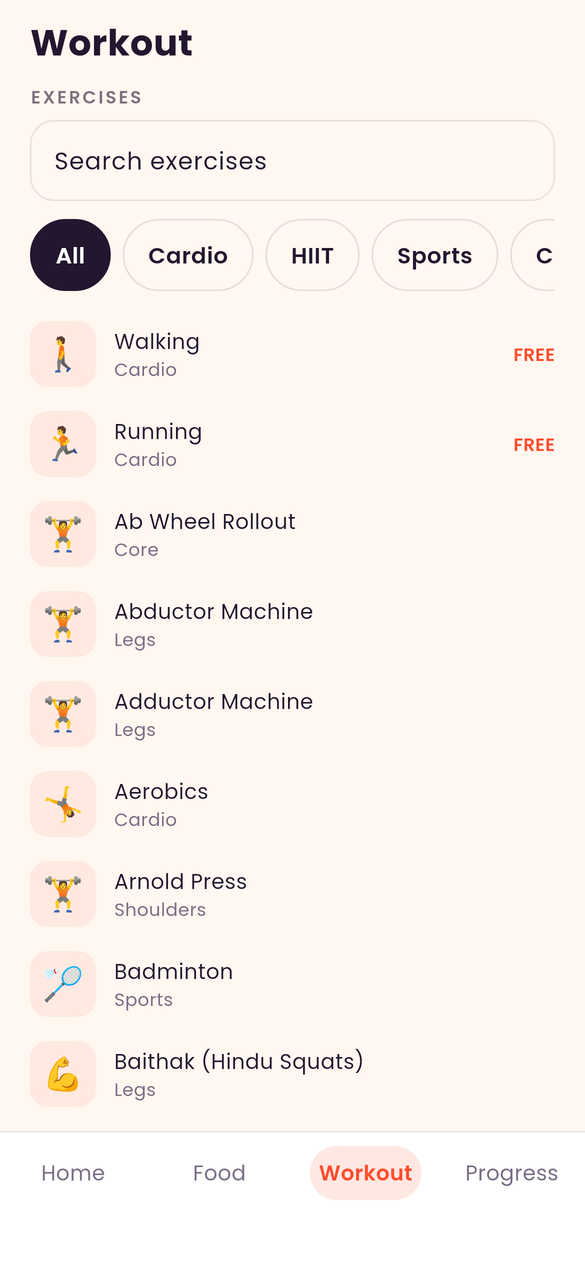 Workout
EXERCISES
Search exercises
All
Cardio
HIIT
Sports
C
Walking
Cardio
FREE
Running
Cardio
FREE
Ab Wheel Rollout
Core
Abductor Machine
Legs
Adductor Machine
Legs
Aerobics
Cardio
Arnold Press
Shoulders
Badminton
Sports
Baithak (Hindu Squats)
Legs
Home
Food
Workout
Progress